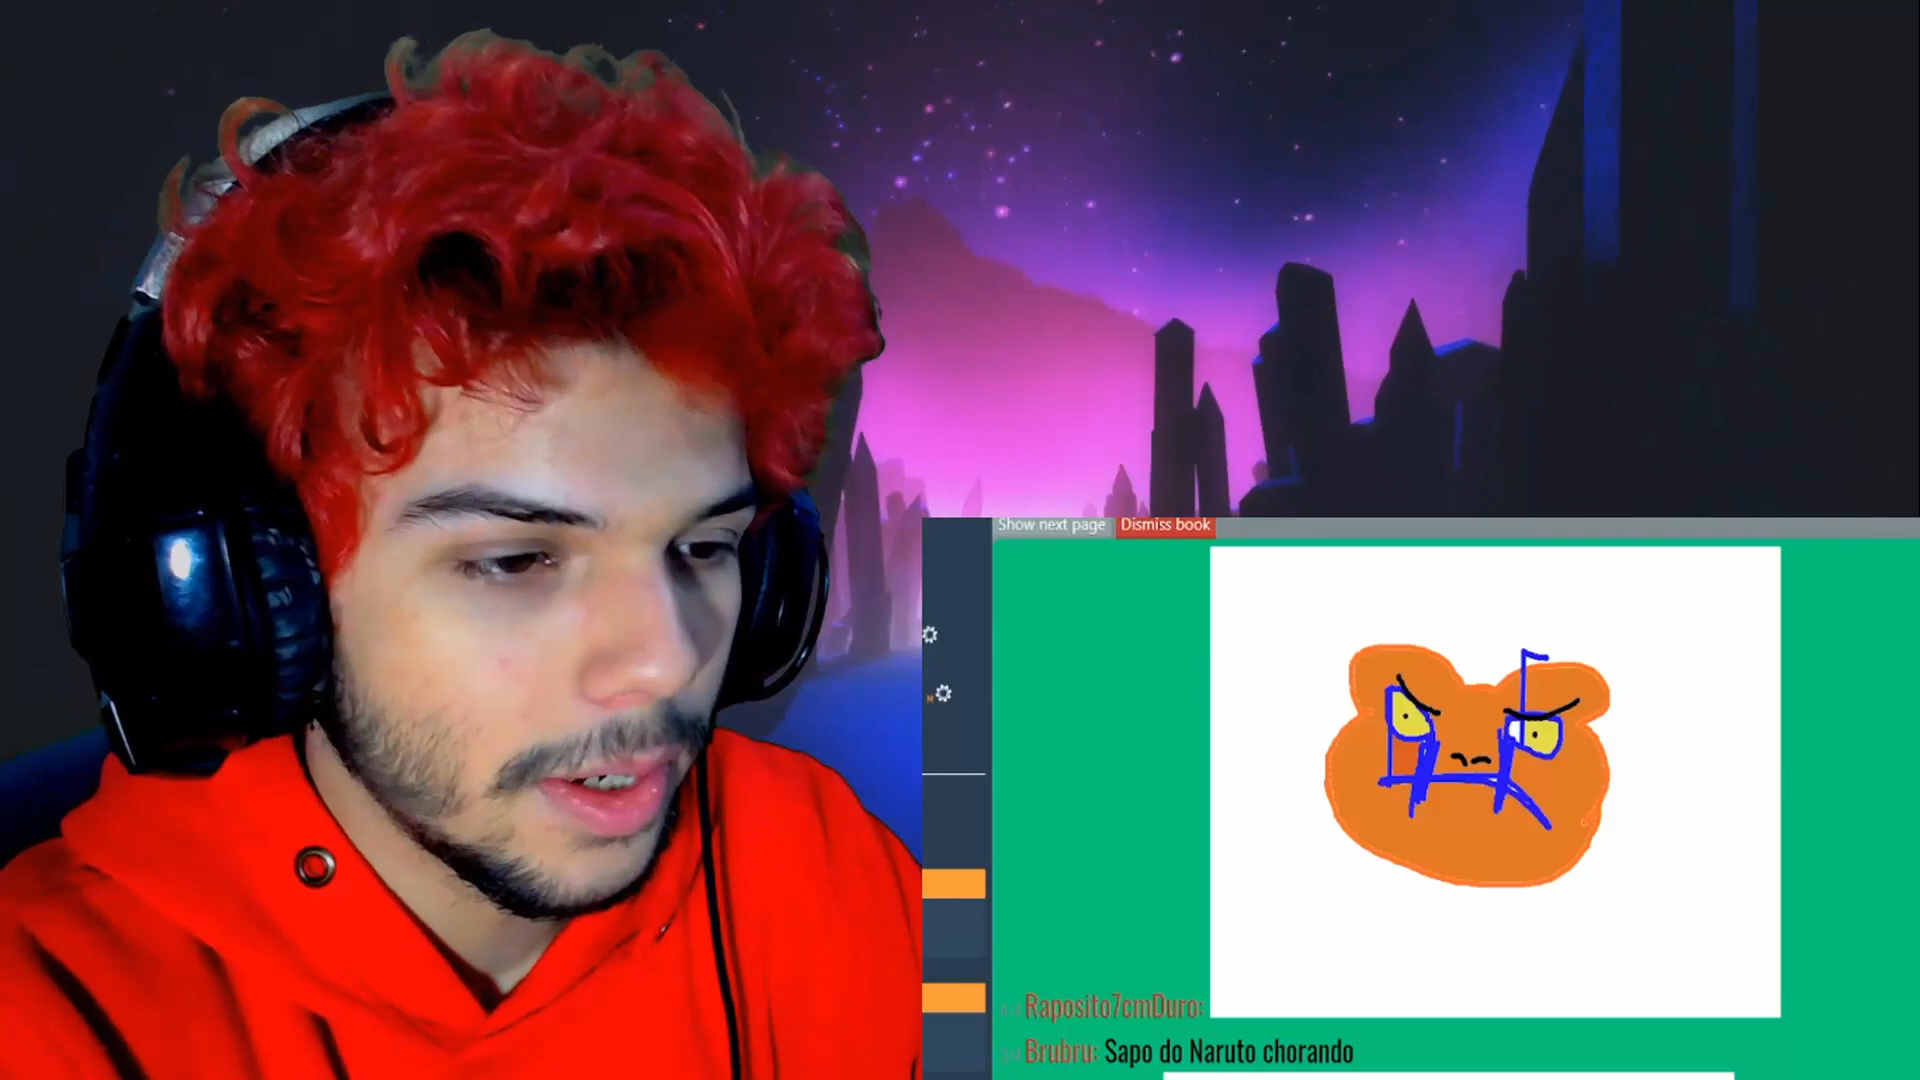 Show next page Dismiss book
Raposito7cmDuro:
Brubru: Sapo do Naruto chorando